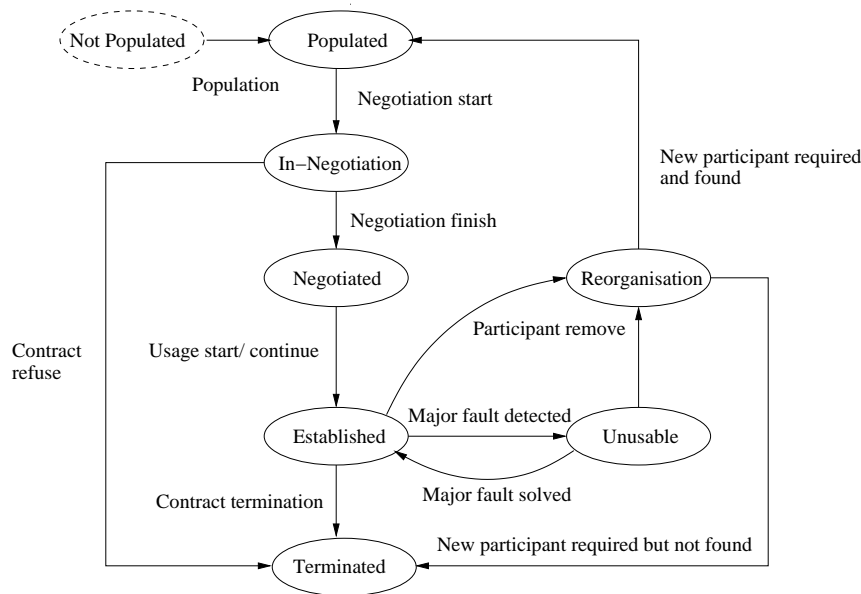 Not Populated
Populated
Population
Negotiation start
In–Negotiation
New participant required
and found
Negotiation finish
Negotiated
Reorganisation
Participant remove
Contract
refuse
Usage start/ continue
Established
Major fault detected
Unusable
Contract termination
Major fault solved
New participant required but not found
Terminated